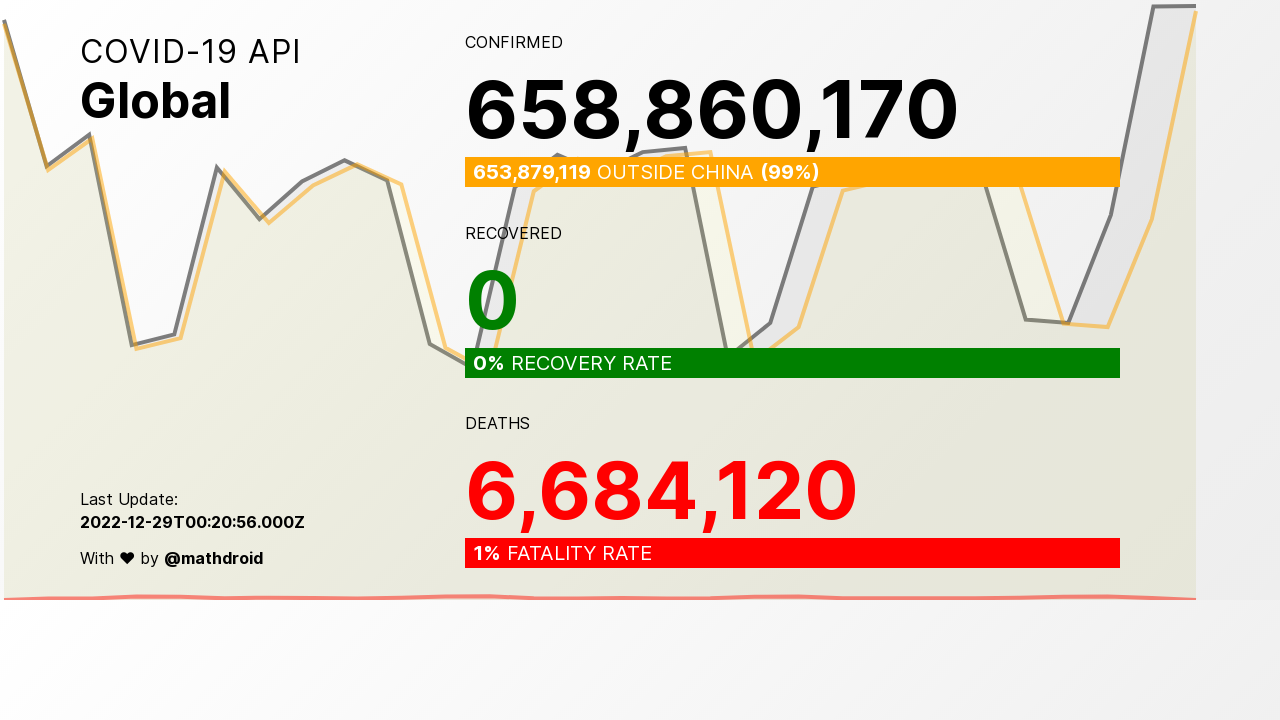 COVID-19 API
Global
CONFIRMED
658,860,170
653,879,119 OUTSIDE CHINA (99%)
RECOVERED
0
0% RECOVERY RATE
DEATHS
6,684,120
1% FATALITY RATE
Last Update:
2022-12-29T00:20:56.000Z
With ♥ by @mathdroid